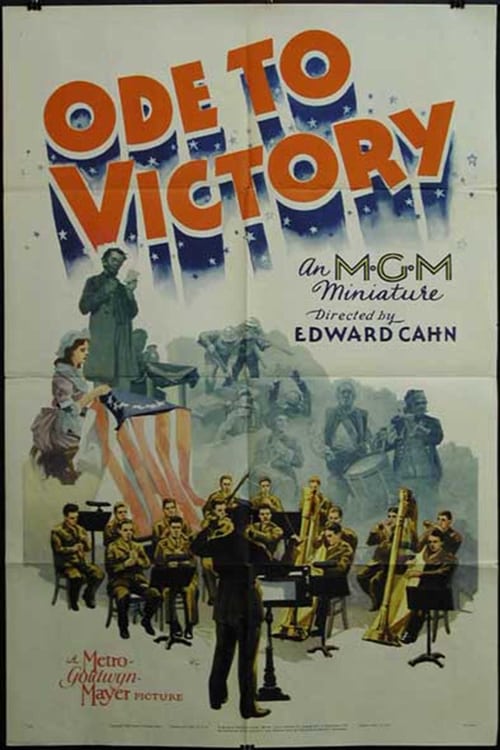 ODE TO
VICTORY
An M·G·M
Miniature
Directed by
EDWARD CAHN
A Metro-
Goldwyn-
Mayer PICTURE